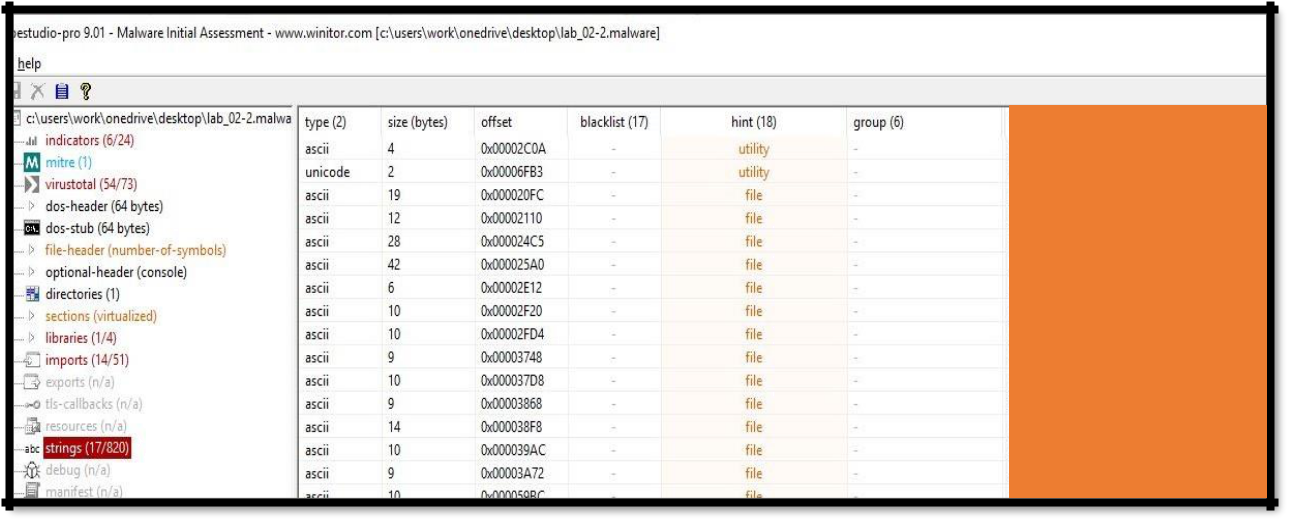 pestudio-pro 9.01 - Malware Initial Assessment - www.winitor.com [c:\users\work\onedrive\desktop\lab_02-2.malware]
help
c:\users\work\onedrive\desktop\lab_02-2.malwa
indicators (6/24)
mitre (1)
virustotal (54/73)
dos-header (64 bytes)
dos-stub (64 bytes)
file-header (number-of-symbols)
optional-header (console)
directories (1)
sections (virtualized)
libraries (1/4)
imports (14/51)
exports (n/a)
tls-callbacks (n/a)
resources (n/a)
abc strings (17/820)
debug (n/a)
manifest (n/a)
type (2) size (bytes) offset blacklist (17) hint (18) group (6)
ascii 4 0x00002C0A - utility -
unicode 2 0x00006FB3 - utility -
ascii 19 0x000020FC - file -
ascii 12 0x00002110 - file -
ascii 28 0x000024C5 - file -
ascii 42 0x000025A0 - file -
ascii 6 0x00002E12 - file -
ascii 10 0x00002F20 - file -
ascii 10 0x00002FD4 - file -
ascii 9 0x00003748 - file -
ascii 10 0x000037D8 - file -
ascii 9 0x00003868 - file -
ascii 14 0x000038F8 - file -
ascii 10 0x000039AC - file -
ascii 9 0x00003A72 - file -
ascii 10 0x000059BC - file -